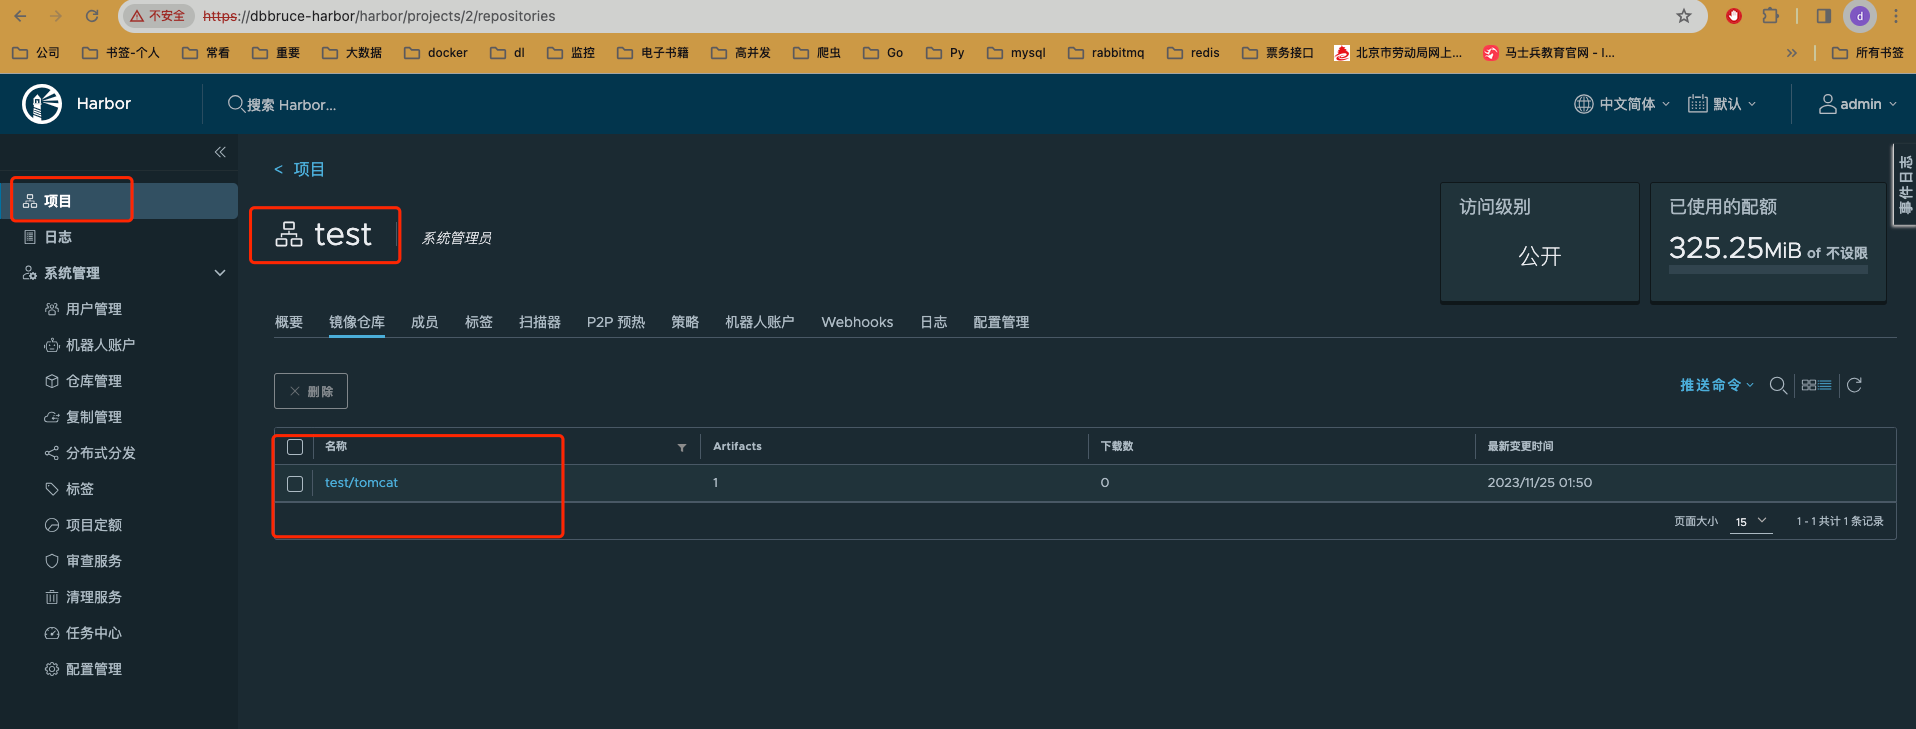 不安全 https://dbbruce-harbor/harbor/projects/2/repositories d
公司 书签-个人 常看 重要 大数据 docker dl 监控 电子书籍 高并发 爬虫 Go Py mysql rabbitmq redis 票务接口 北京市劳动局网上... 马士兵教育官网 - I... » 所有书签
Harbor 搜索 Harbor... 中文简体 默认 admin
事件日志
< 项目
项目
日志
系统管理
用户管理
机器人账户
仓库管理
复制管理
分布式分发
标签
项目定额
审查服务
清理服务
任务中心
配置管理
test 系统管理员
访问级别
公开
已使用的配额
325.25MiB of 不设限
概要 镜像仓库 成员 标签 扫描器 P2P 预热 策略 机器人账户 Webhooks 日志 配置管理
删除 推送命令
名称 Artifacts 下载数 最新变更时间
test/tomcat 1 0 2023/11/25 01:50
页面大小 15 1 - 1 共计 1 条记录